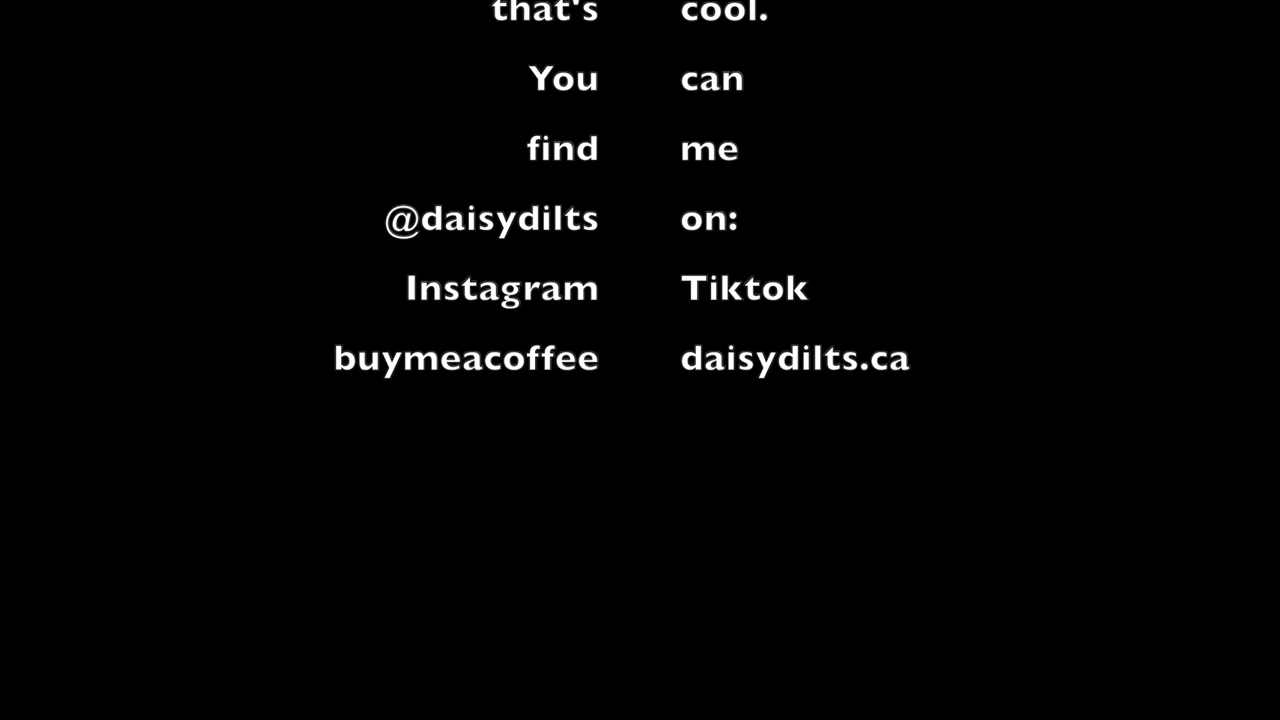 that's cool.
You can
find me
@daisydilts on:
Instagram Tiktok
buymeacoffee daisydilts.ca